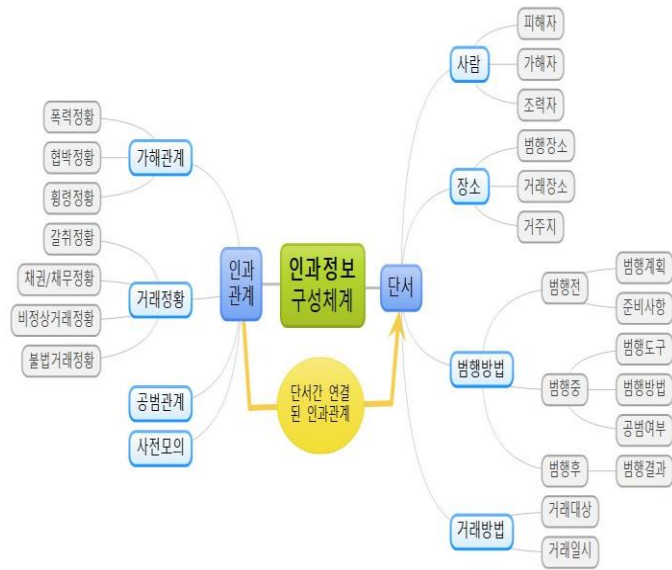 피해자
사람
가해자
조력자
폭력정황
협박정황
가해관계
횡령정황
범행장소
장소
거래장소
거주지
갈취정황
채권/채무정황
거래정황
비정상거래정황
불법거래정황
인과
관계
인과정보
구성체계
단서
범행계획
범행전
준비사항
범행도구
범행방법
범행중
범행방법
공범여부
범행후
범행결과
공범관계
사전모의
단서간 연결
된 인과관계
거래대상
거래방법
거래일시